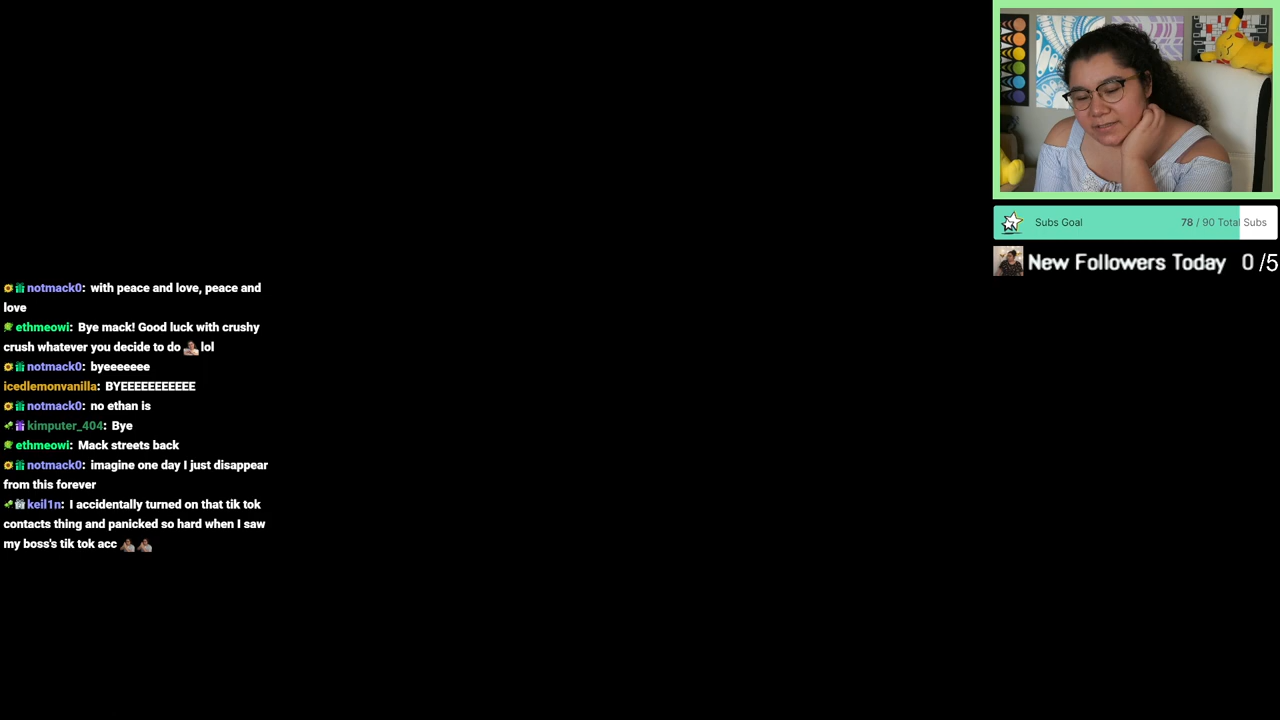 notmack0: with peace and love, peace and
love
ethmeowi: Bye mack! Good luck with crushy
crush whatever you decide to do lol
notmack0: byeeeeeee
icedlemonvanilla: BYEEEEEEEEEEE
notmack0: no ethan is
kimputer_404: Bye
ethmeowi: Mack streets back
notmack0: imagine one day I just disappear
from this forever
keil1n: I accidentally turned on that tik tok
contacts thing and panicked so hard when I saw
my boss's tik tok acc
Subs Goal 78 / 90 Total Subs
New Followers Today 0 /5